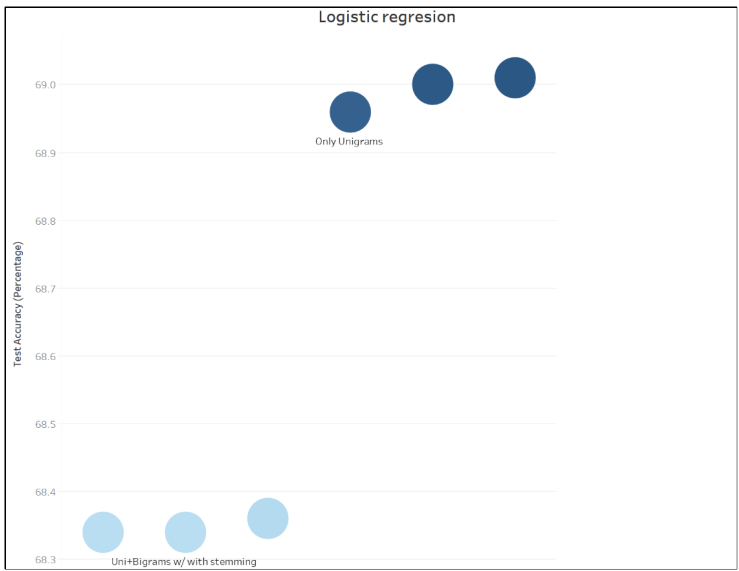 Logistic regresion
69.0
Only Unigrams
68.9
68.8
68.7
Test Accuracy (Percentage)
68.6
68.5
68.4
Uni+Bigrams w/ with stemming
68.3